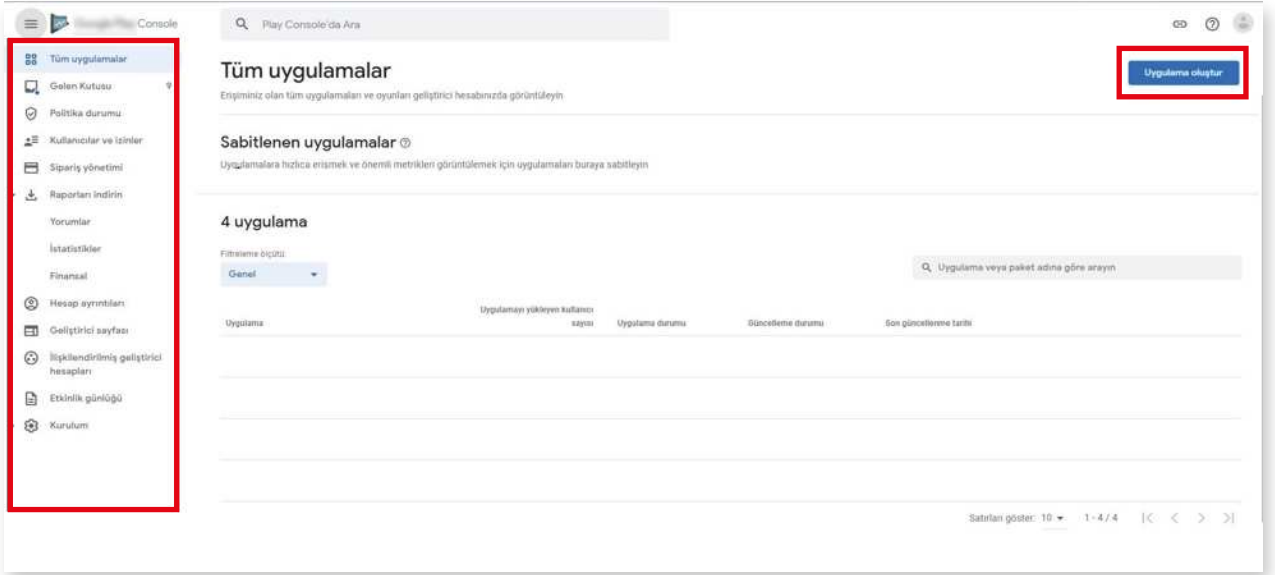 Console
Play Console'da Ara
Tüm uygulamalar
Gelen Kutusu 9
Politika durumu
Kullanıcılar ve izinler
Sipariş yönetimi
Raporları indirin
Yorumlar
İstatistikler
Finansal
Hesap ayrıntıları
Geliştirici sayfası
İlişkilendirilmiş geliştirici
hesapları
Etkinlik günlüğü
Kurulum
Tüm uygulamalar
Uygulama oluştur
Erişiminiz olan tüm uygulamaları ve oyunları geliştirici hesabınızda görüntüleyin
Sabitlenen uygulamalar
Uygulamalara hızlıca erişmek ve önemli metrikleri görüntülemek için uygulamaları buraya sabitleyin
4 uygulama
Filtreleme ölçütü
Genel
Uygulama veya paket adına göre arayın
Uygulama
Uygulamayı yükleyen kullanıcı
sayısı
Uygulama durumu
Güncelleme durumu
Son güncellenme tarihi
Satırları göster: 10
1 - 4 / 4